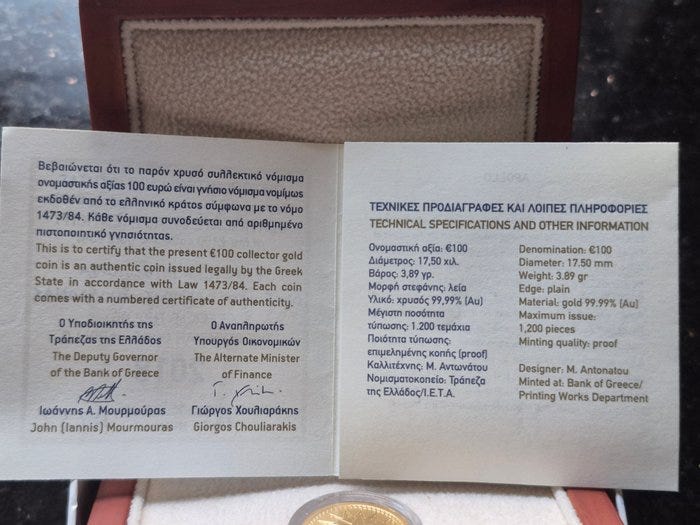 Βεβαιώνεται ότι το παρόν χρυσό συλλεκτικό νόμισμα
ονομαστικής αξίας 100 ευρώ είναι γνήσιο νόμισμα νομίμως
εκδοθέν από το ελληνικό κράτος σύμφωνα με το νόμο
1473/84. Κάθε νόμισμα συνοδεύεται από αριθμημένο
πιστοποιητικό γνησιότητας.
This is to certify that the present €100 collector gold
coin is an authentic coin issued legally by the Greek
State in accordance with Law 1473/84. Each coin
comes with a numbered certificate of authenticity.
Ο Υποδιοικητής της
Τράπεζας της Ελλάδος
The Deputy Governor
of the Bank of Greece
Ιωάννης Α. Μουρμούρας
John (Iannis) Mourmouras
Ο Αναπληρωτής
Υπουργός Οικονομικών
The Alternate Minister
of Finance
Γιώργος Χουλιαράκης
Giorgos Chouliarakis
ΤΕΧΝΙΚΕΣ ΠΡΟΔΙΑΓΡΑΦΕΣ ΚΑΙ ΛΟΙΠΕΣ ΠΛΗΡΟΦΟΡΙΕΣ
TECHNICAL SPECIFICATIONS AND OTHER INFORMATION
Ονομαστική αξία: €100
Διάμετρος: 17,50 χιλ.
Βάρος: 3,89 γρ.
Μορφή στεφάνης: λεία
Υλικό: χρυσός 99,99% (Au)
Μέγιστη ποσότητα
τύπωσης: 1.200 τεμάχια
Ποιότητα τύπωσης:
επιμελημένης κοπής (proof)
Καλλιτέχνης: Μ. Αντωνάτου
Νομισματοκοπείο: Τράπεζα
της Ελλάδος/Ι.Ε.Τ.Α.
Denomination: €100
Diameter: 17.50 mm
Weight: 3.89 gr
Edge: plain
Material: gold 99.99% (Au)
Maximum issue:
1,200 pieces
Minting quality: proof
Designer: M. Antonatou
Minted at: Bank of Greece/
Printing Works Department